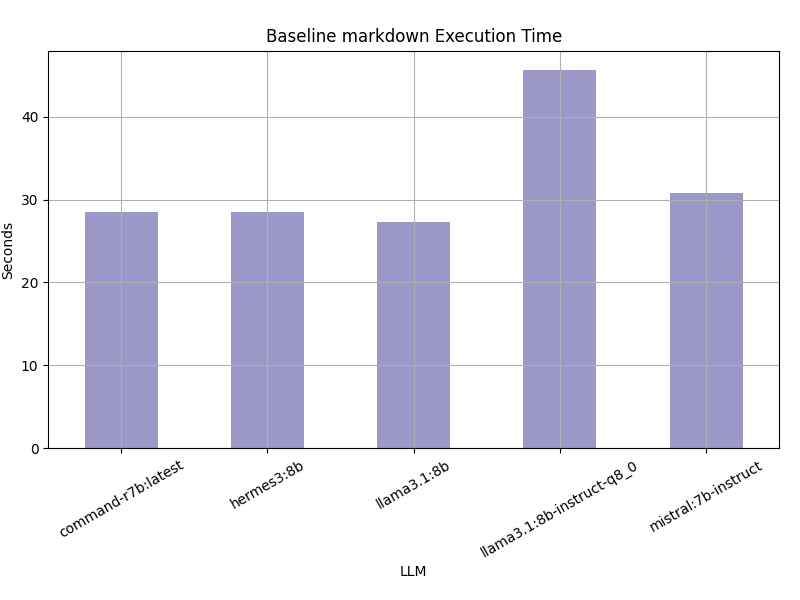 Baseline markdown Execution Time
Seconds
40
30
20
10
0
command-r7b:latest
hermes3:8b
llama3.1:8b
llama3.1:8b-instruct-q8_0
mistral:7b-instruct
LLM